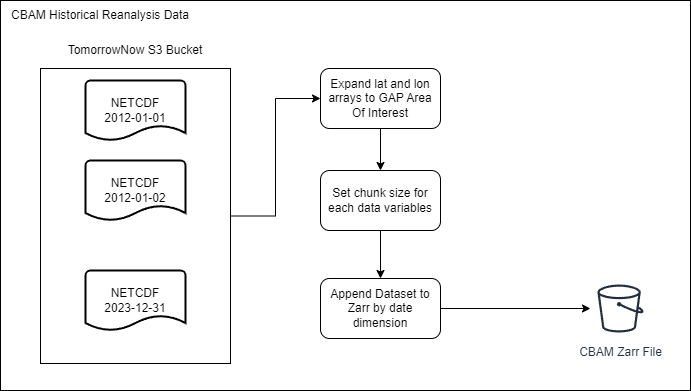 CBAM Historical Reanalysis Data
TomorrowNow S3 Bucket
NETCDF
2012-01-01
NETCDF
2012-01-02
NETCDF
2023-12-31
Expand lat and lon
arrays to GAP Area
Of Interest
Set chunk size for
each data variables
Append Dataset to
Zarr by date
dimension
CBAM Zarr File